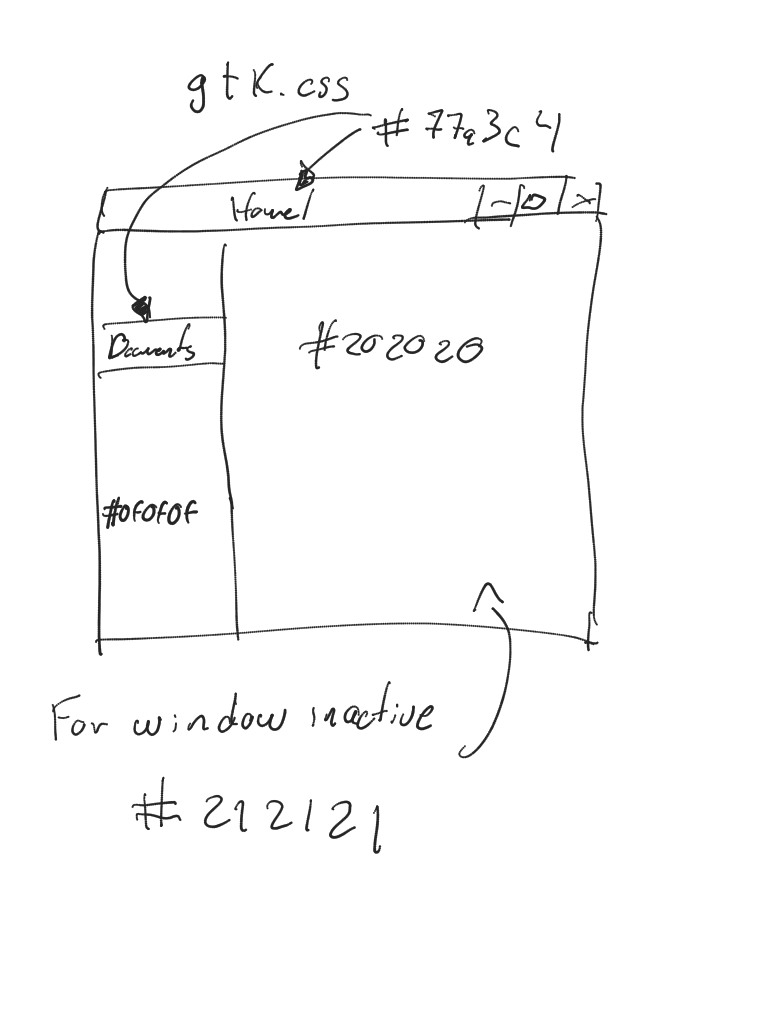 gtk.css
#77a3c4
Home
Documents
#202020
#0f0f0f
For window inactive
#212121